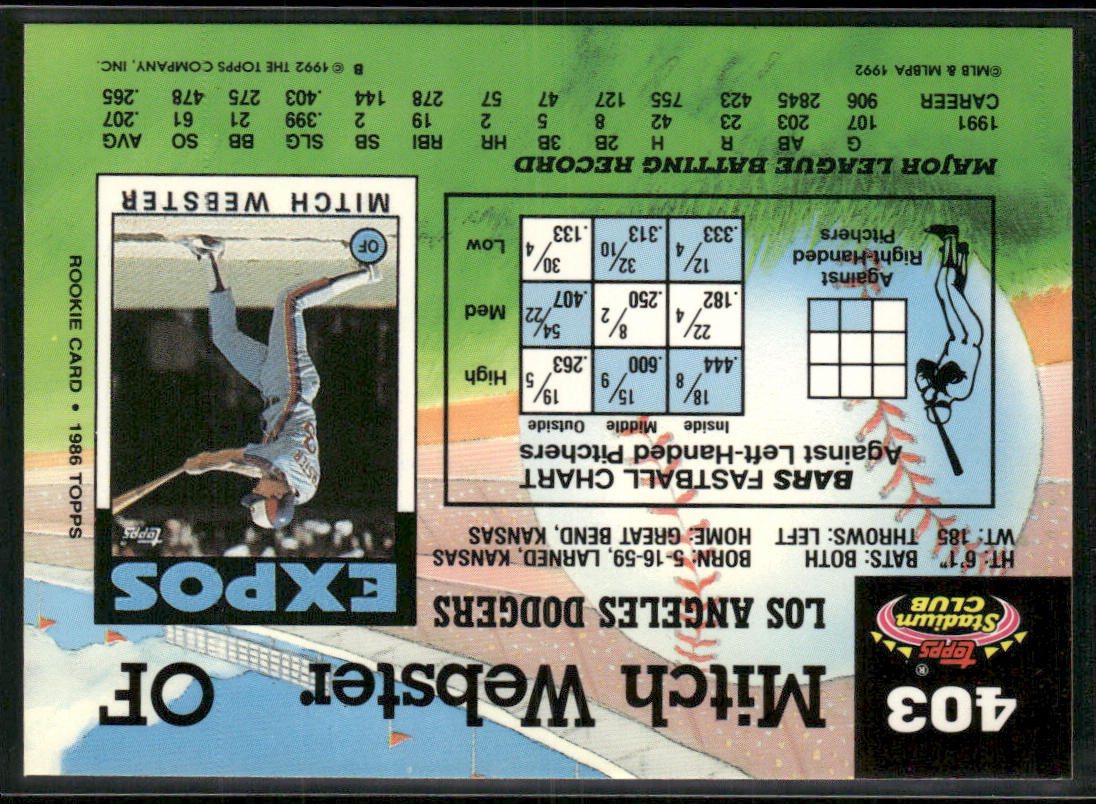 403
Topps®
Stadium
CLUB
Mitch Webster OF
LOS ANGELES DODGERS
HT: 6'1" BATS: BOTH BORN: 5-16-59, LARNED, KANSAS
WT: 185 THROWS: LEFT HOME: GREAT BEND, KANSAS
BARS FASTBALL CHART
Against Left-Handed Pitchers
Inside Middle Outside
18/8 .444 15/9 .600 19/5 .263 High
22/4 .182 8/2 .250 54/22 .407 Med
12/4 .333 32/10 .313 30/4 .133 Low
Against
Right-Handed
Pitchers
EXPOS
Topps
OF
MITCH WEBSTER
ROOKIE CARD • 1986 TOPPS
MAJOR LEAGUE BATTING RECORD
G AB R H 2B 3B HR RBI SB SLG BB SO AVG
1991 107 203 23 42 8 5 2 19 2 .399 21 61 .207
CAREER 906 2845 423 755 127 47 57 278 144 .403 275 478 .265
©MLB & MLBPA 1992
B © 1992 THE TOPPS COMPANY, INC.